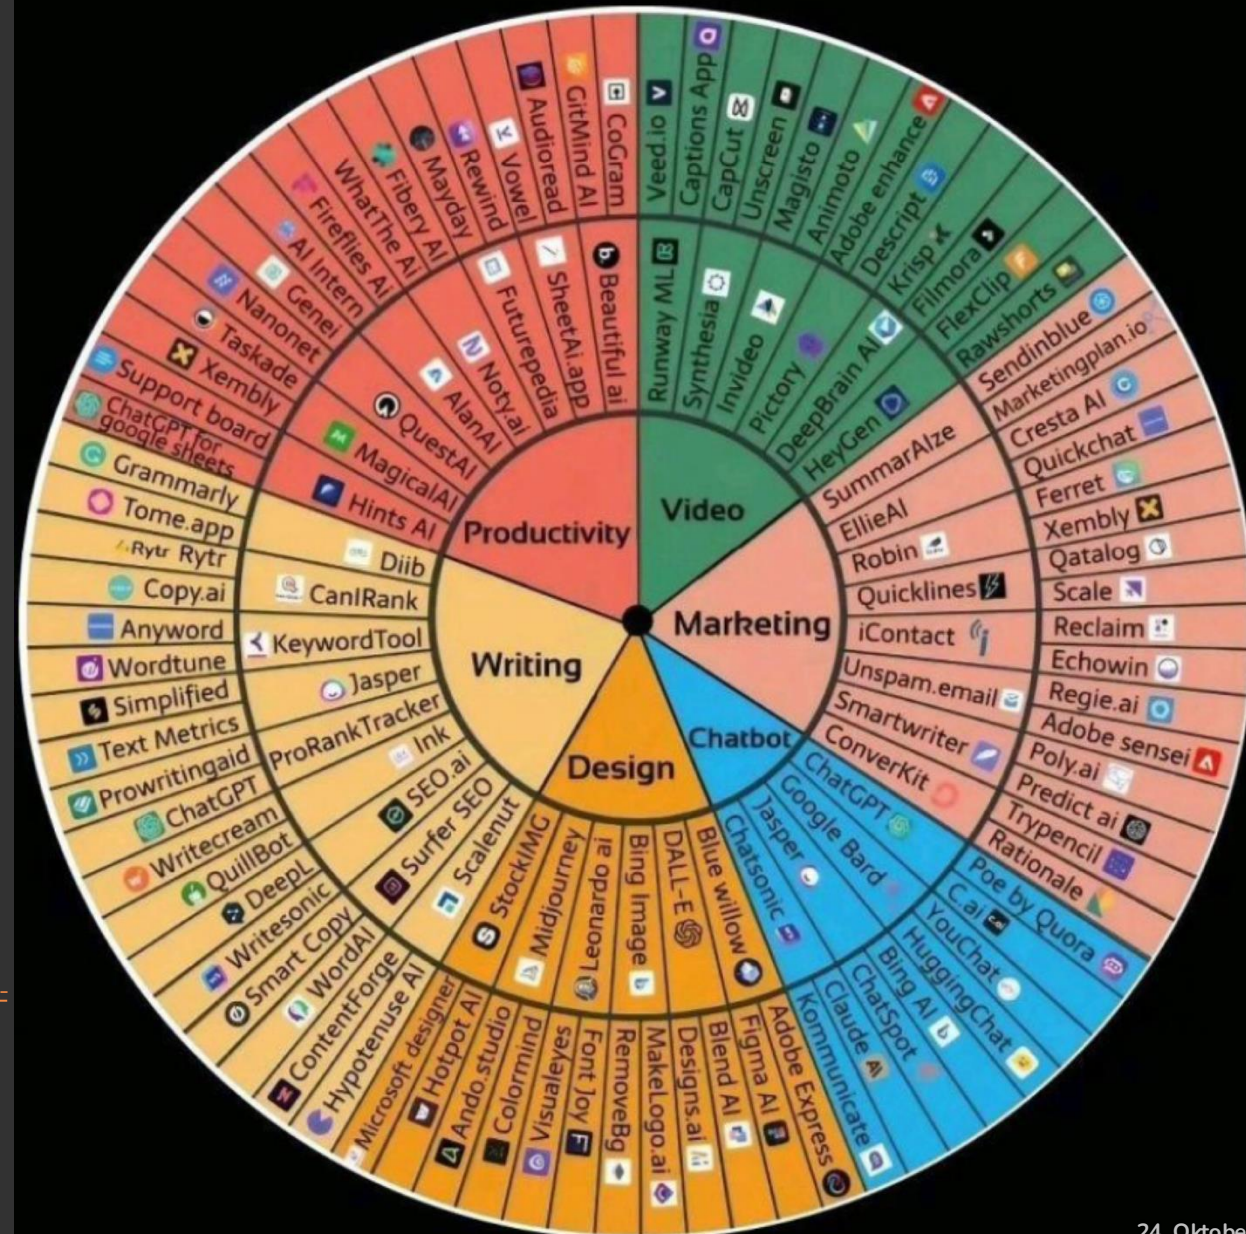 Productivity
Video
Marketing
Chatbot
Design
Writing
Beautiful ai
SheetAi.app
Futurepedia
Noty.ai
AlanAI
QuestAI
MagicalAI
Hints AI
CoGram
GitMind AI
Audioread
Vowel
Rewind
Mayday
Fibery AI
WhatThe Ai
Fireflies AI
AI Intern
Genei
Nanonet
Taskade
Xembly
Support board
ChatGPT for
google sheets
Runway ML
Synthesia
Invideo
Pictory
DeepBrain AI
HeyGen
Veed.io
Captions App
CapCut
Unscreen
Magisto
Animoto
Adobe enhance
Descript
Krisp
Filmora
FlexClip
Rawshorts
SummarAIze
EllieAI
Robin
Quicklines
iContact
Unspam.email
Smartwriter
ConverKit
Sendinblue
Marketingplan.io
Cresta AI
Quickchat
Ferret
Xembly
Qatalog
Scale
Reclaim
Echowin
Regie.ai
Adobe sensei
Poly.ai
Predict ai
Trypencil
Rationale
ChatGPT
Google Bard
Jasper
Chatsonic
Poe by Quora
C.ai
YouChat
HuggingChat
Bing AI
ChatSpot
Claude
Kommunicate
Blue willow
DALL-E
Bing Image
Leonardo ai
Midjourney
StockIMG
Adobe Express
Figma AI
Blend AI
Designs.ai
MakeLogo.ai
RemoveBg
Font Joy
Visualeyes
Colormind
Ando.studio
Hotpot AI
Microsoft designer
Diib
CanIRank
KeywordTool
Jasper
ProRankTracker
Ink
SEO.ai
Surfer SEO
Scalenut
Grammarly
Tome.app
Rytr Rytr
Copy.ai
Anyword
Wordtune
Simplified
Text Metrics
Prowritingaid
ChatGPT
Writecream
QuillBot
DeepL
Writesonic
Smart Copy
WordAI
ContentForge
Hypotenuse AI